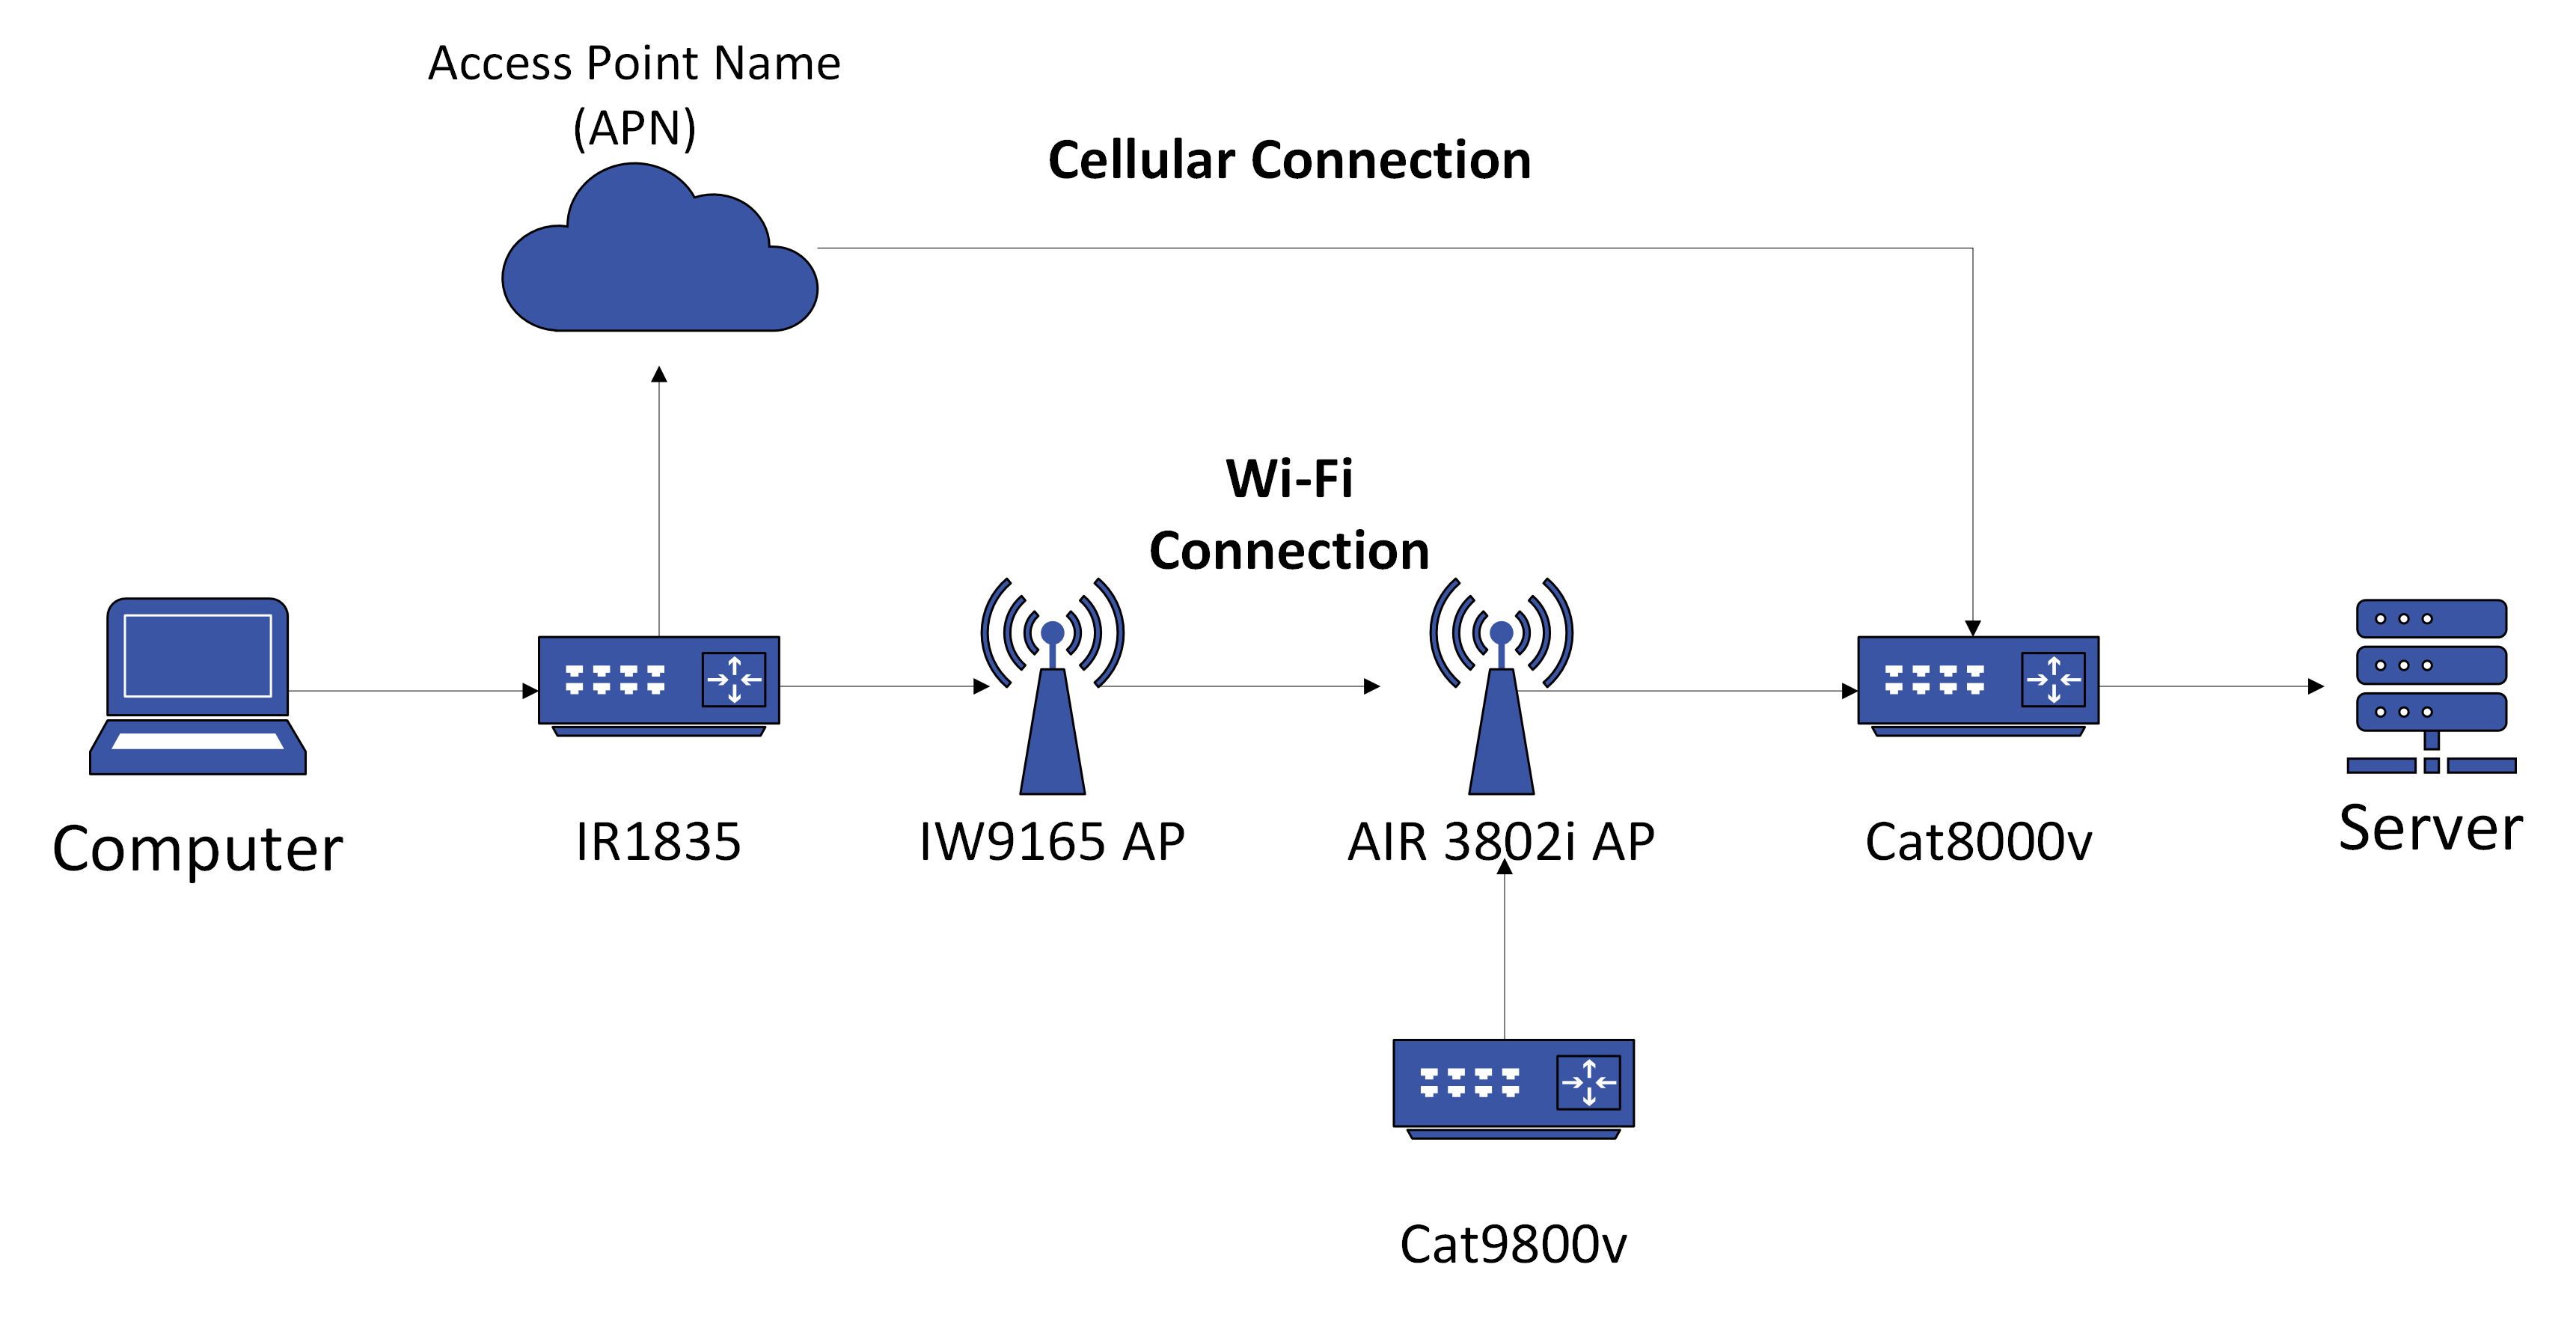 Access Point Name
(APN)
Cellular Connection
Wi-Fi
Connection
Computer
IR1835
IW9165 AP
AIR 3802i AP
Cat8000v
Server
Cat9800v